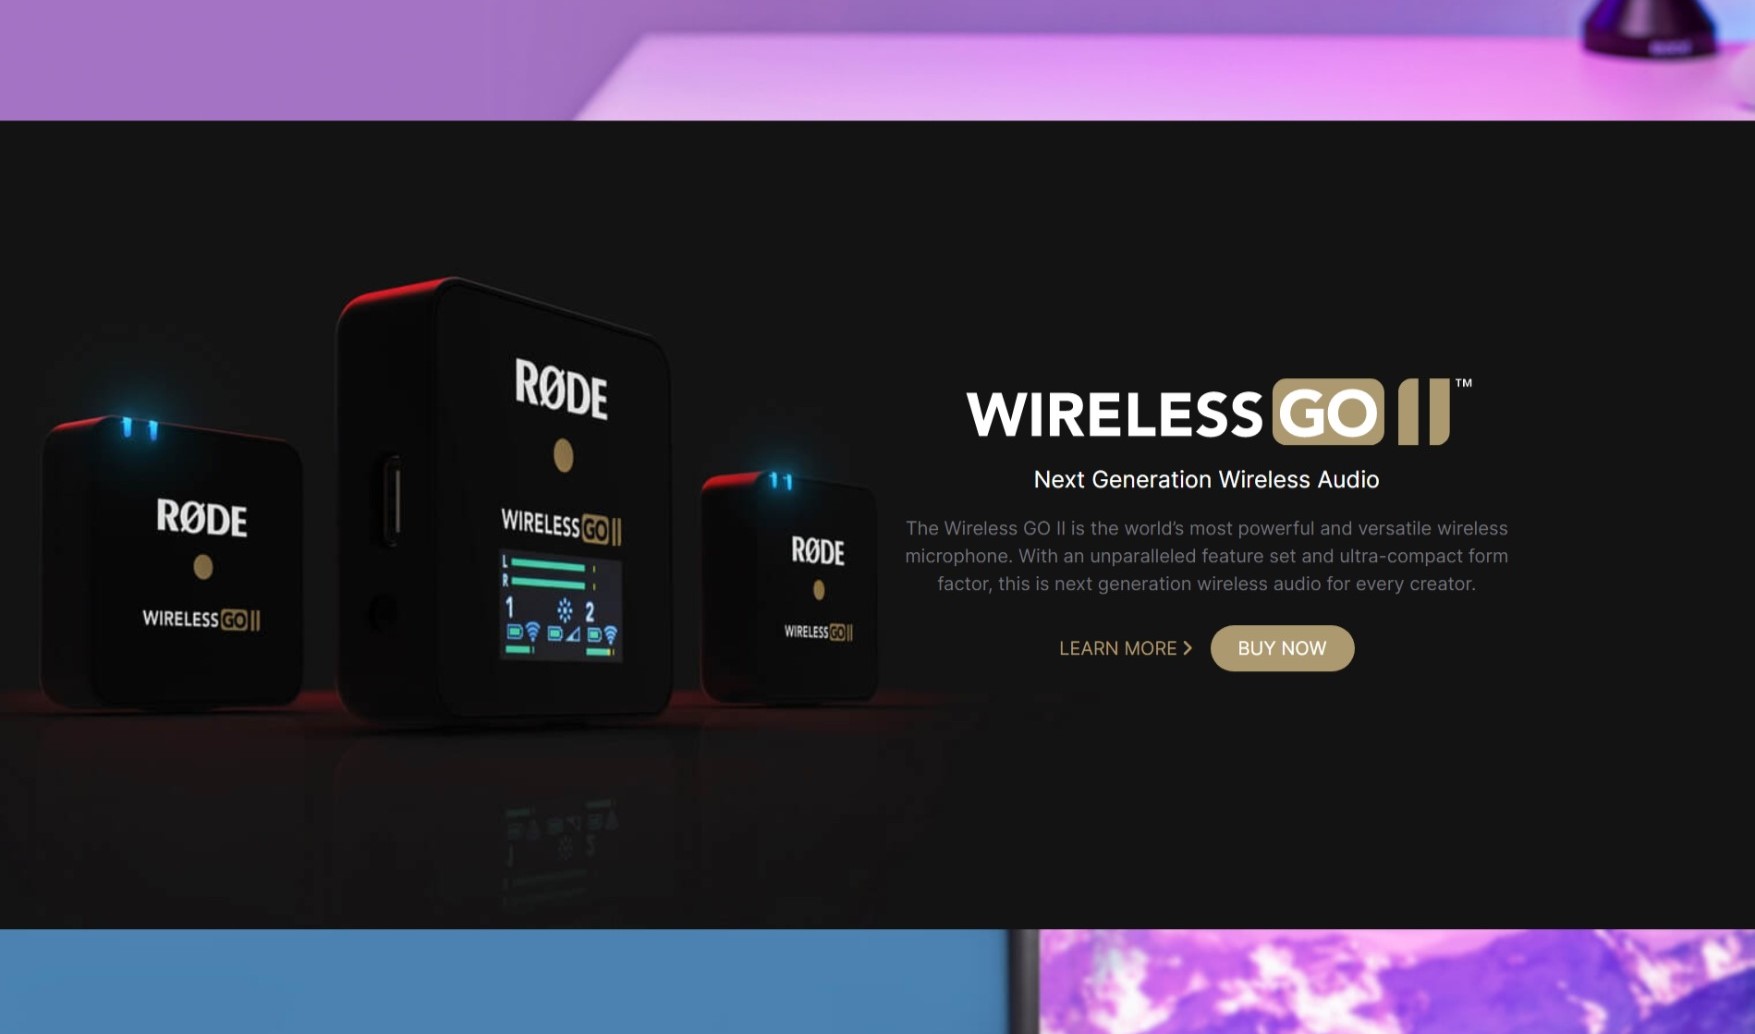 RØDE
WIRELESS GO II
RØDE
WIRELESS GO II
L
R
1 2
RØDE
WIRELESS GO II
WIRELESS GO II™
Next Generation Wireless Audio
The Wireless GO II is the world's most powerful and versatile wireless
microphone. With an unparalleled feature set and ultra-compact form
factor, this is next generation wireless audio for every creator.
LEARN MORE
BUY NOW